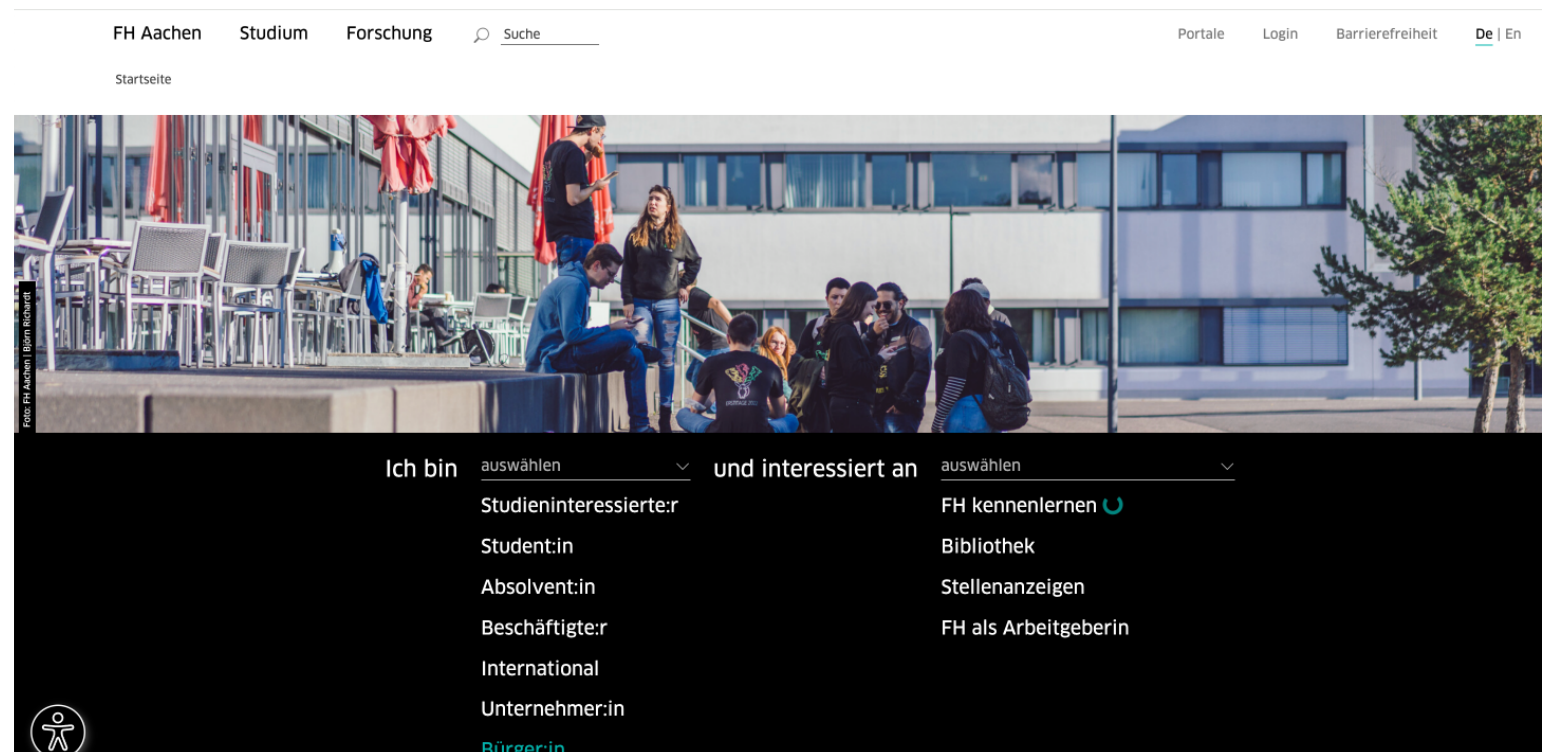 FH Aachen Studium Forschung Suche Portale Login Barrierefreiheit De | En
Startseite
Foto: FH Aachen | Björn Richardt
Ich bin auswählen und interessiert an auswählen
Studieninteressierte:r FH kennenlernen
Student:in Bibliothek
Absolvent:in Stellenanzeigen
Beschäftigte:r FH als Arbeitgeberin
International
Unternehmer:in
Bürger:in